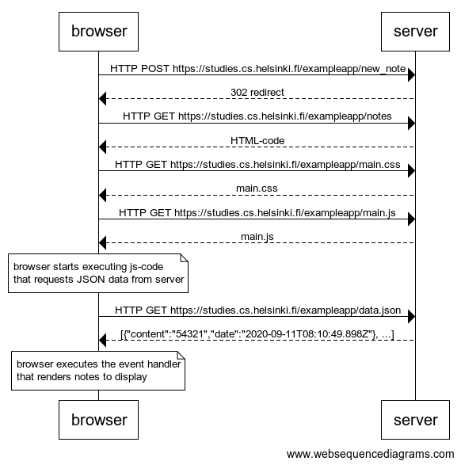 browser server
HTTP POST https://studies.cs.helsinki.fi/exampleapp/new_note
302 redirect
HTTP GET https://studies.cs.helsinki.fi/exampleapp/notes
HTML-code
HTTP GET https://studies.cs.helsinki.fi/exampleapp/main.css
main.css
HTTP GET https://studies.cs.helsinki.fi/exampleapp/main.js
main.js
browser starts executing js-code
that requests JSON data from server
HTTP GET https://studies.cs.helsinki.fi/exampleapp/data.json
[{"content":"54321","date":"2020-09-11T08:10:49.898Z"}, ...]
browser executes the event handler
that renders notes to display
browser server
www.websequencediagrams.com